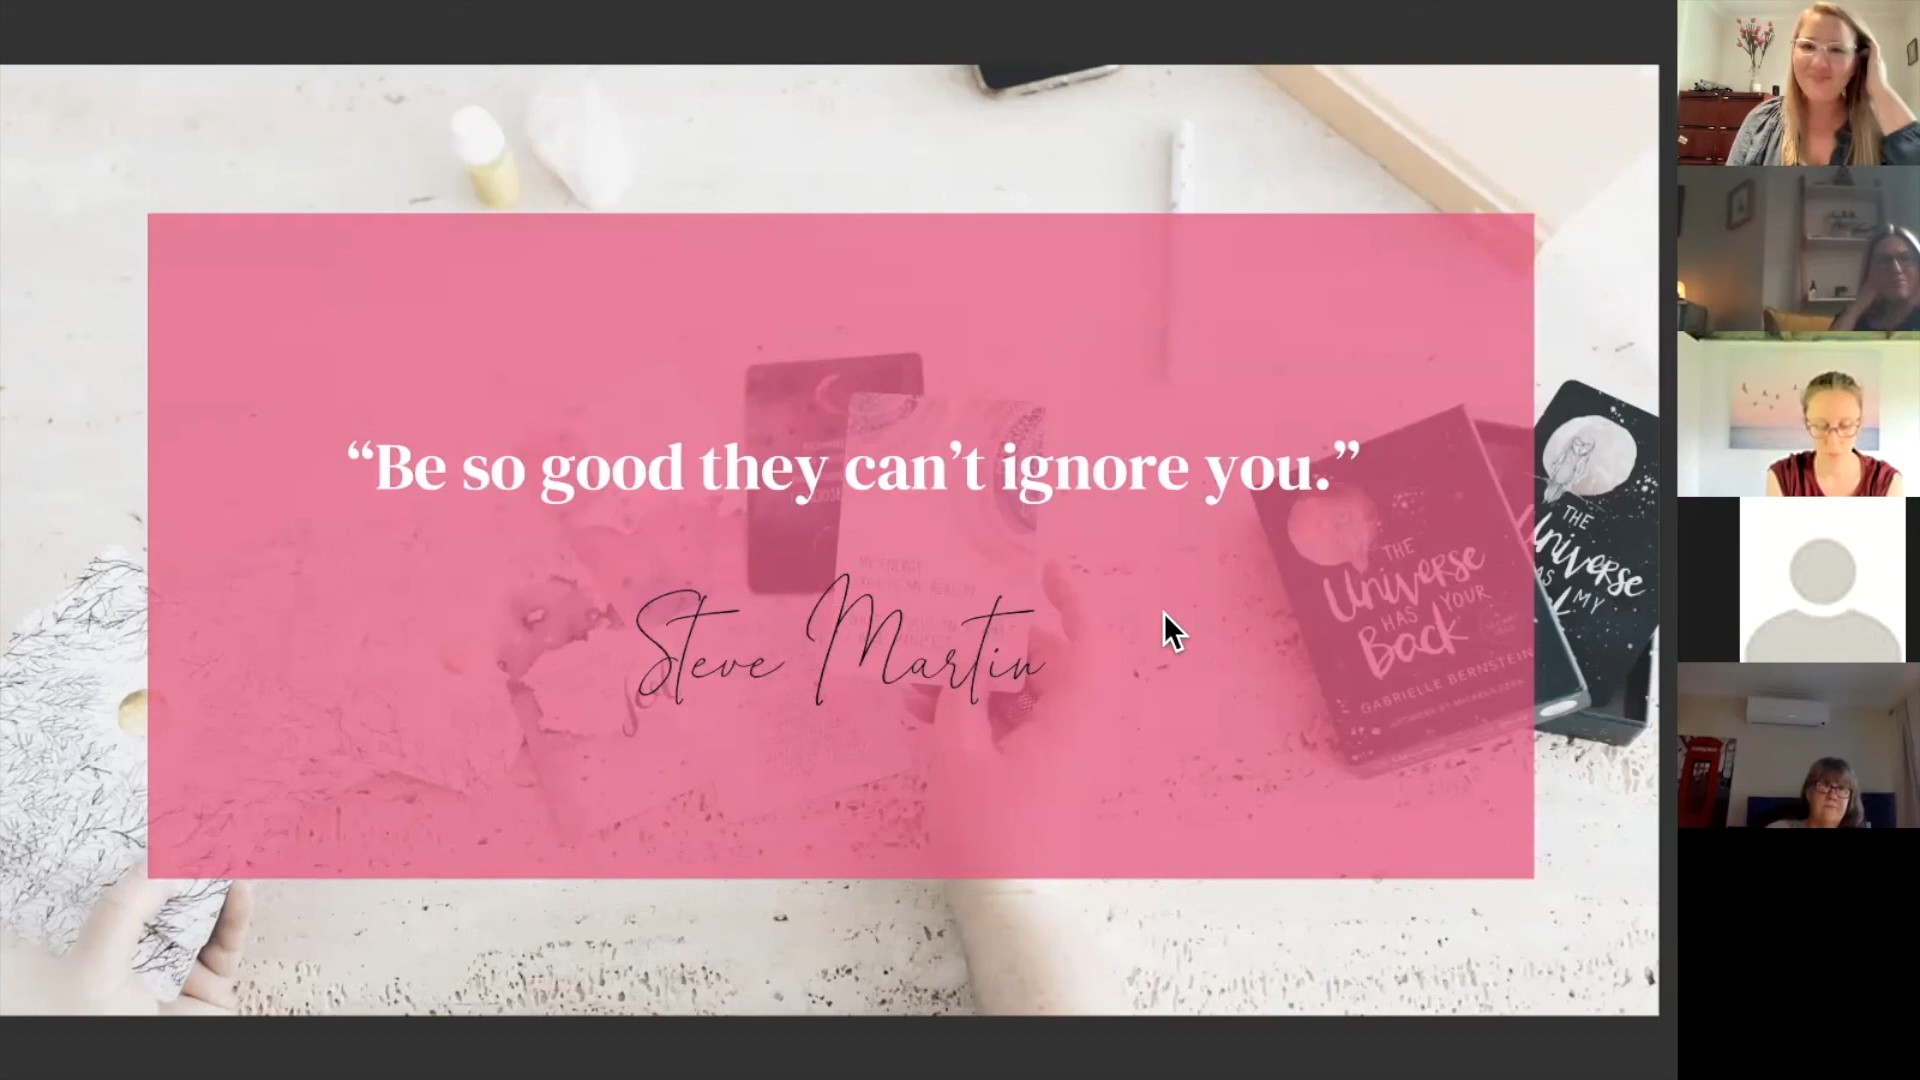 “Be so good they can’t ignore you.”
Steve Martin
THE
Universe
HAS YOUR
Back
GABRIELLE BERNSTEIN
THE
Universe
MY